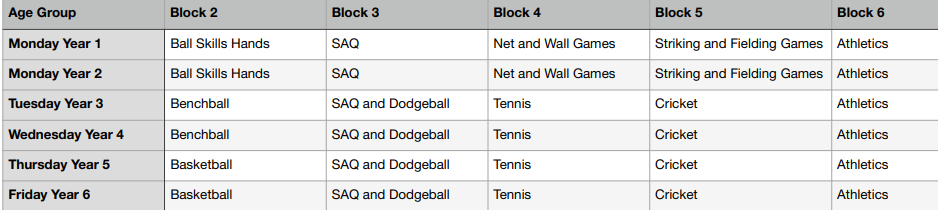 Age Group Block 2 Block 3 Block 4 Block 5 Block 6
Monday Year 1 Ball Skills Hands SAQ Net and Wall Games Striking and Fielding Games Athletics
Monday Year 2 Ball Skills Hands SAQ Net and Wall Games Striking and Fielding Games Athletics
Tuesday Year 3 Benchball SAQ and Dodgeball Tennis Cricket Athletics
Wednesday Year 4 Benchball SAQ and Dodgeball Tennis Cricket Athletics
Thursday Year 5 Basketball SAQ and Dodgeball Tennis Cricket Athletics
Friday Year 6 Basketball SAQ and Dodgeball Tennis Cricket Athletics